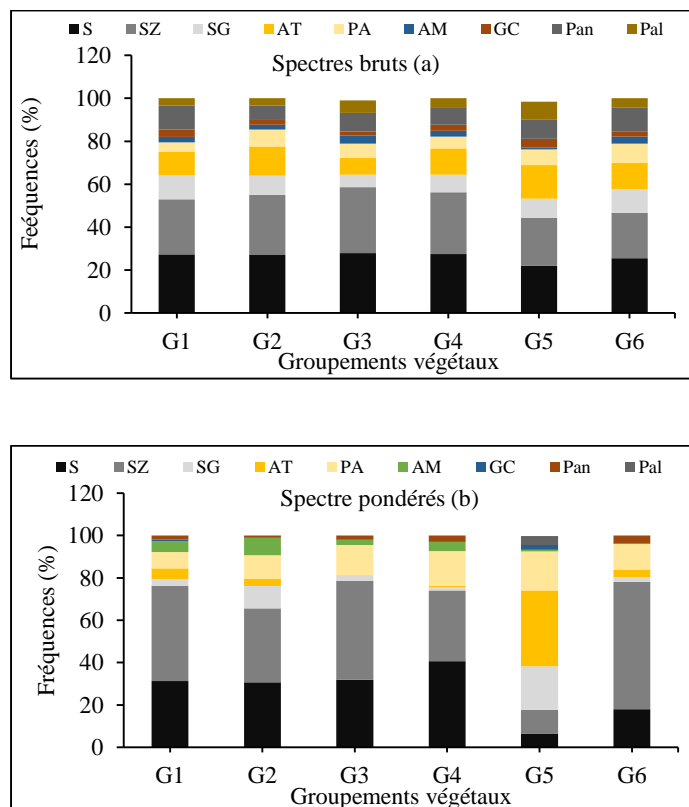 S SZ SG AT PA AM GC Pan Pal
Spectres bruts (a)
Feéquences (%)
120
100
80
60
40
20
0
G1 G2 G3 G4 G5 G6
Groupements végétaux
S SZ SG AT PA AM GC Pan Pal
Spectre pondérés (b)
Fréquences (%)
120
100
80
60
40
20
0
G1 G2 G3 G4 G5 G6
Groupements végétaux